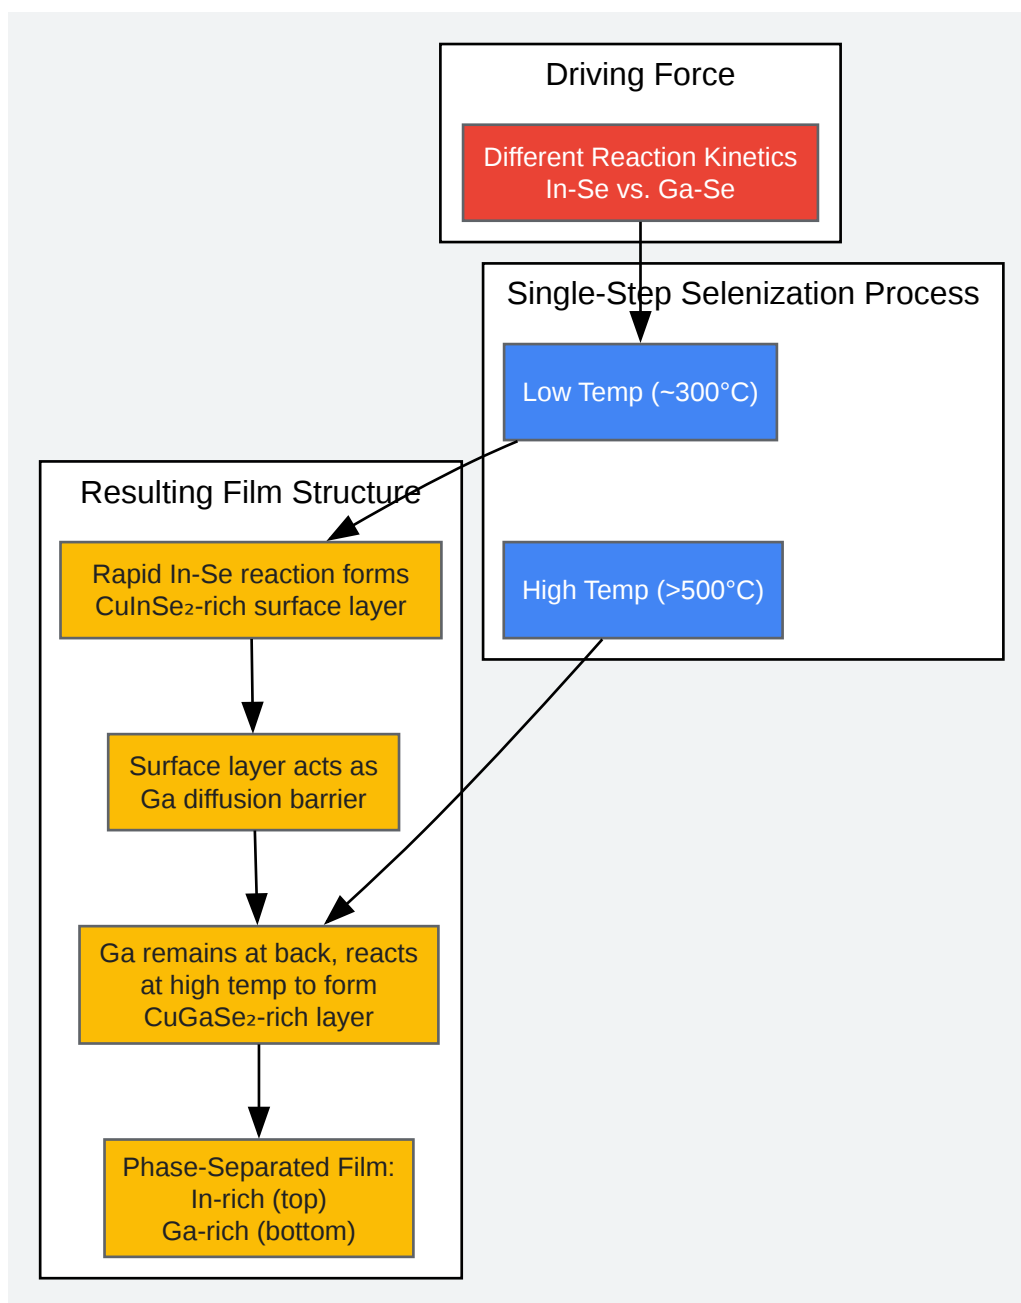 Driving Force
Different Reaction Kinetics
In-Se vs. Ga-Se
Single-Step Selenization Process
Low Temp (~300°C)
High Temp (>500°C)
Resulting Film Structure
Rapid In-Se reaction forms
CuInSe₂-rich surface layer
Surface layer acts as
Ga diffusion barrier
Ga remains at back, reacts
at high temp to form
CuGaSe₂-rich layer
Phase-Separated Film:
In-rich (top)
Ga-rich (bottom)